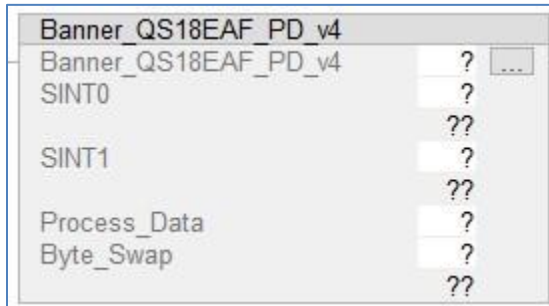 Banner_QS18EAF_PD_v4
Banner_QS18EAF_PD_v4 ? ...
SINT0 ?
??
SINT1 ?
??
Process_Data ?
Byte_Swap ?
??